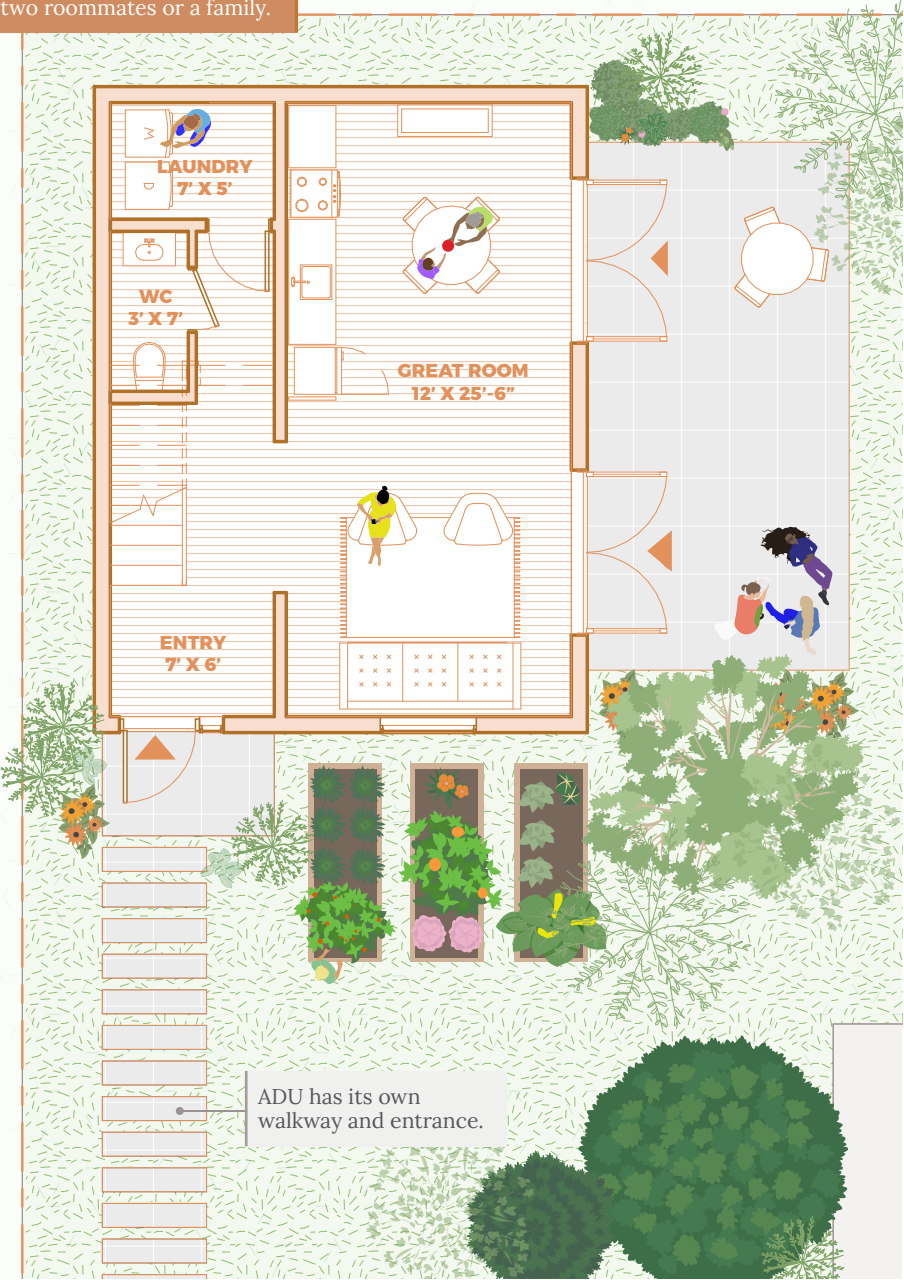 two roommates or a family.
LAUNDRY
7’ X 5’
WC
3’ X 7’
GREAT ROOM
12’ X 25’-6”
ENTRY
7’ X 6’
ADU has its own
walkway and entrance.